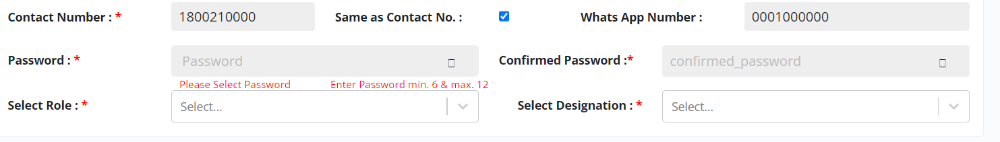 Contact Number : * 1800210000 Same as Contact No. : Whats App Number : 0001000000
Password : * Password Confirmed Password :* confirmed_password
Please Select Password Enter Password min. 6 & max. 12
Select Role : * Select... Select Designation : * Select...